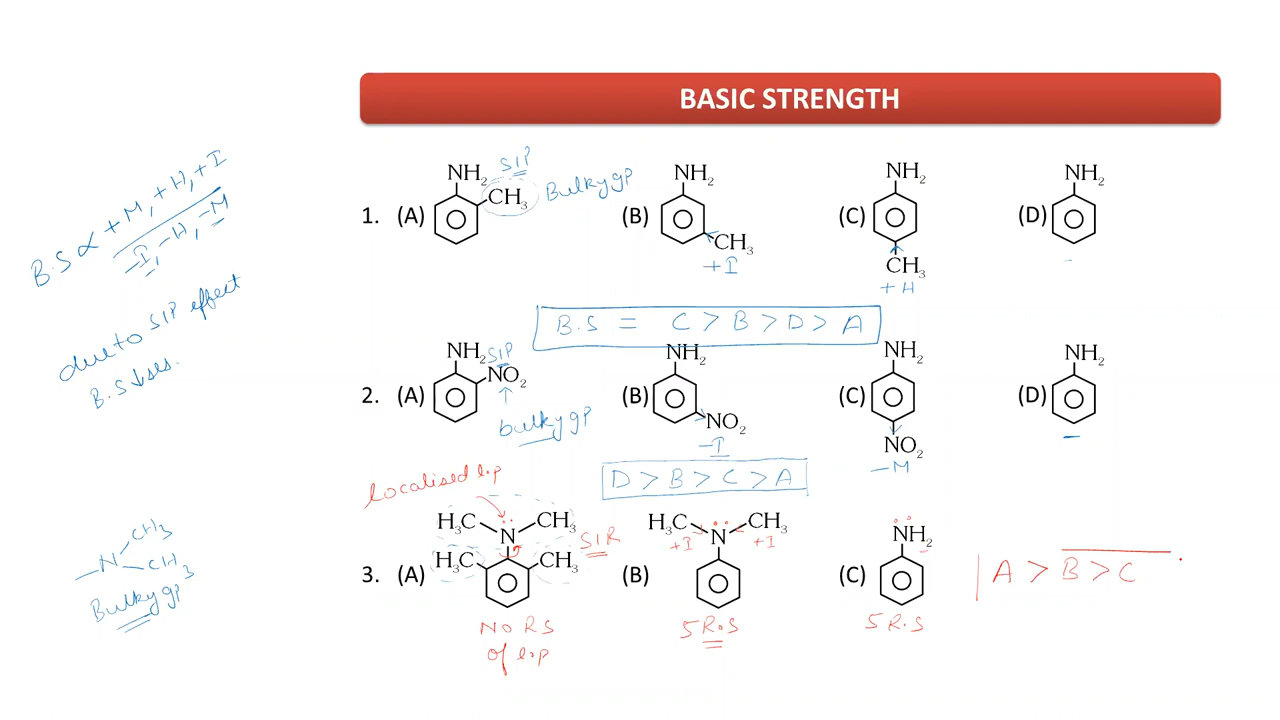 BASIC STRENGTH
B.S ∝ +M, +H, +I
-I, -H, -M
due to SIP effect
B.S ↓ses.
1. (A) NH₂ CH₃ SIP Bulky gp
(B) NH₂ CH₃ +I
(C) NH₂ CH₃ +H
(D) NH₂
B.S = C > B > D > A
2. (A) NH₂ NO₂ SIP bulky gp
(B) NH₂ NO₂ -I
(C) NH₂ NO₂ -M
(D) NH₂
D > B > C > A
localised l.p
-N CH₃ CH₃
Bulky gp
3. (A) H₃C N CH₃ H₃C CH₃ SIR
No RS
of l.p
(B) H₃C N CH₃ +I +I
5 R.S
(C) NH₂
5 R.S
A > B > C